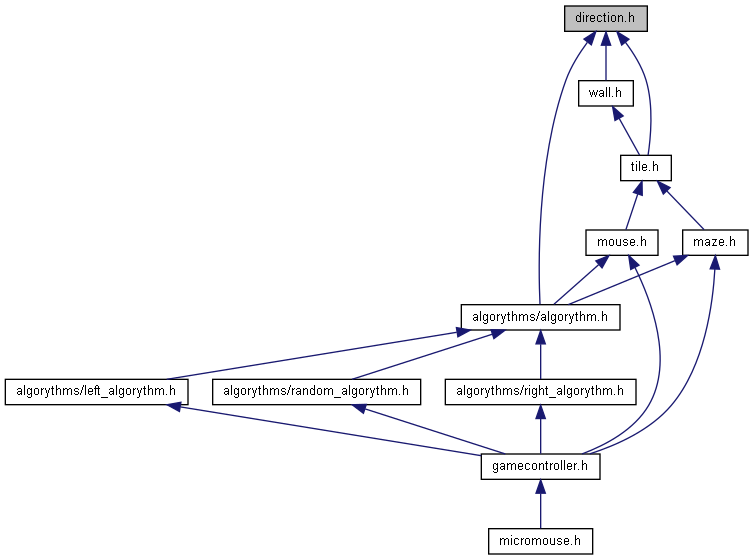 direction.h
wall.h
tile.h
mouse.h
maze.h
algorythms/algorythm.h
algorythms/left_algorythm.h
algorythms/random_algorythm.h
algorythms/right_algorythm.h
gamecontroller.h
micromouse.h